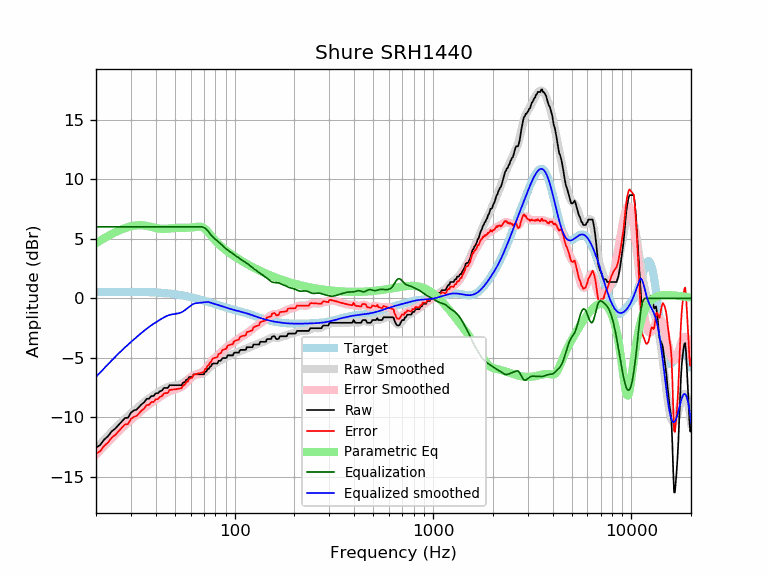 Shure SRH1440
Amplitude (dBr)
15
10
5
0
−5
−10
−15
Target
Raw Smoothed
Error Smoothed
Raw
Error
Parametric Eq
Equalization
Equalized smoothed
100
1000
10000
Frequency (Hz)